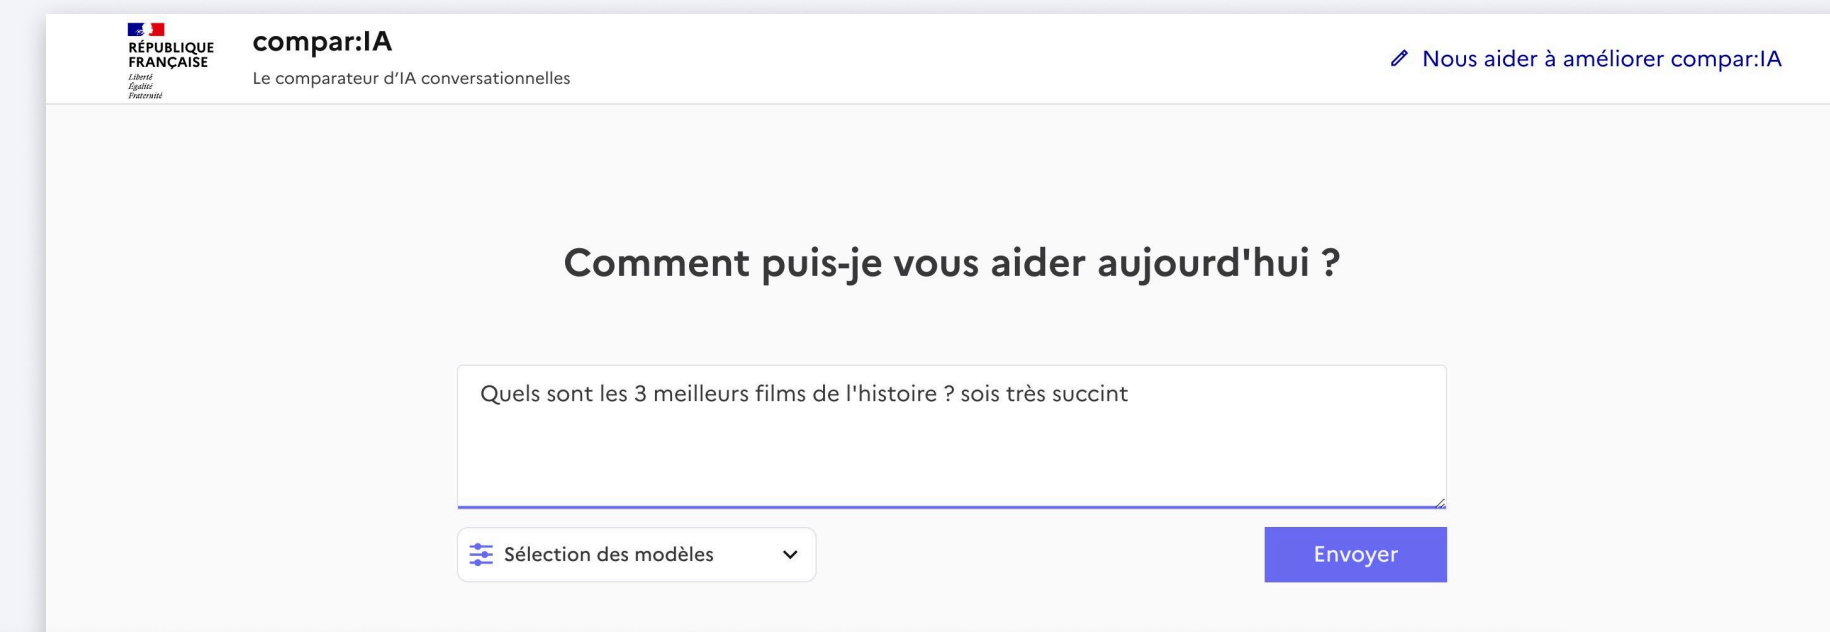 RÉPUBLIQUE
FRANÇAISE
Liberté
Égalité
Fraternité
compar:IA
Le comparateur d’IA conversationnelles
Nous aider à améliorer compar:IA
Comment puis-je vous aider aujourd'hui ?
Quels sont les 3 meilleurs films de l'histoire ? sois très succint
Sélection des modèles
Envoyer